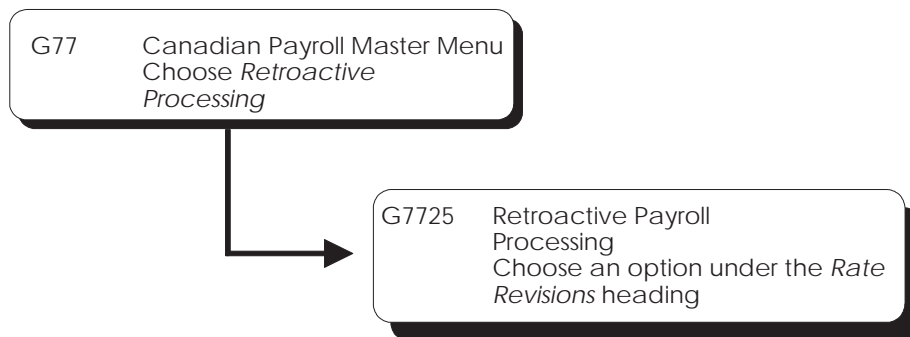 G77 Canadian Payroll Master Menu
Choose Retroactive
Processing
G7725 Retroactive Payroll
Processing
Choose an option under the Rate
Revisions heading